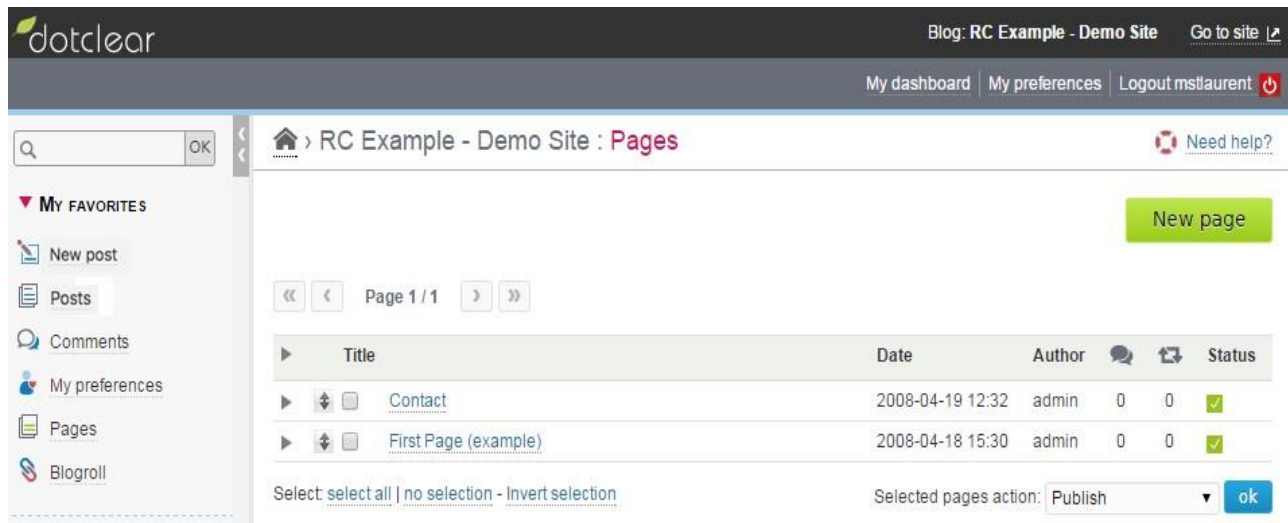 dotclear
Blog: RC Example - Demo Site Go to site
My dashboard My preferences Logout mstlaurent
OK
RC Example - Demo Site : Pages
Need help?
MY FAVORITES
New page
New post
Posts
Page 1 / 1
Comments
Title Date Author Status
My preferences
Contact 2008-04-19 12:32 admin 0 0
Pages
First Page (example) 2008-04-18 15:30 admin 0 0
Blogroll
Select: select all | no selection - Invert selection
Selected pages action: Publish ok